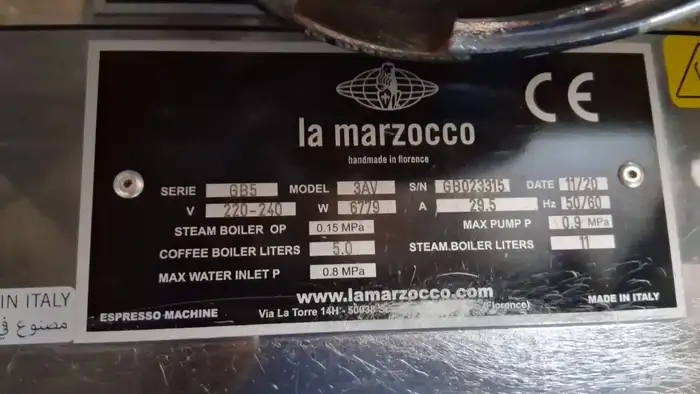 CE
la marzocco
handmade in florence
SERIE GB5 MODEL 3AV S/N GB023315 DATE 11/20
V 220-240 W 6779 A 29.5 Hz 50/60
STEAM BOILER OP 0.15 MPa MAX PUMP P 0.9 MPa
COFFEE BOILER LITERS 5.0 STEAM.BOILER LITERS 11
MAX WATER INLET P 0.8 MPa
www.lamarzocco.com
ESPRESSO MACHINE Via La Torre 14H - 50038 (Florence) MADE IN ITALY
IN ITALY
مصنوع في